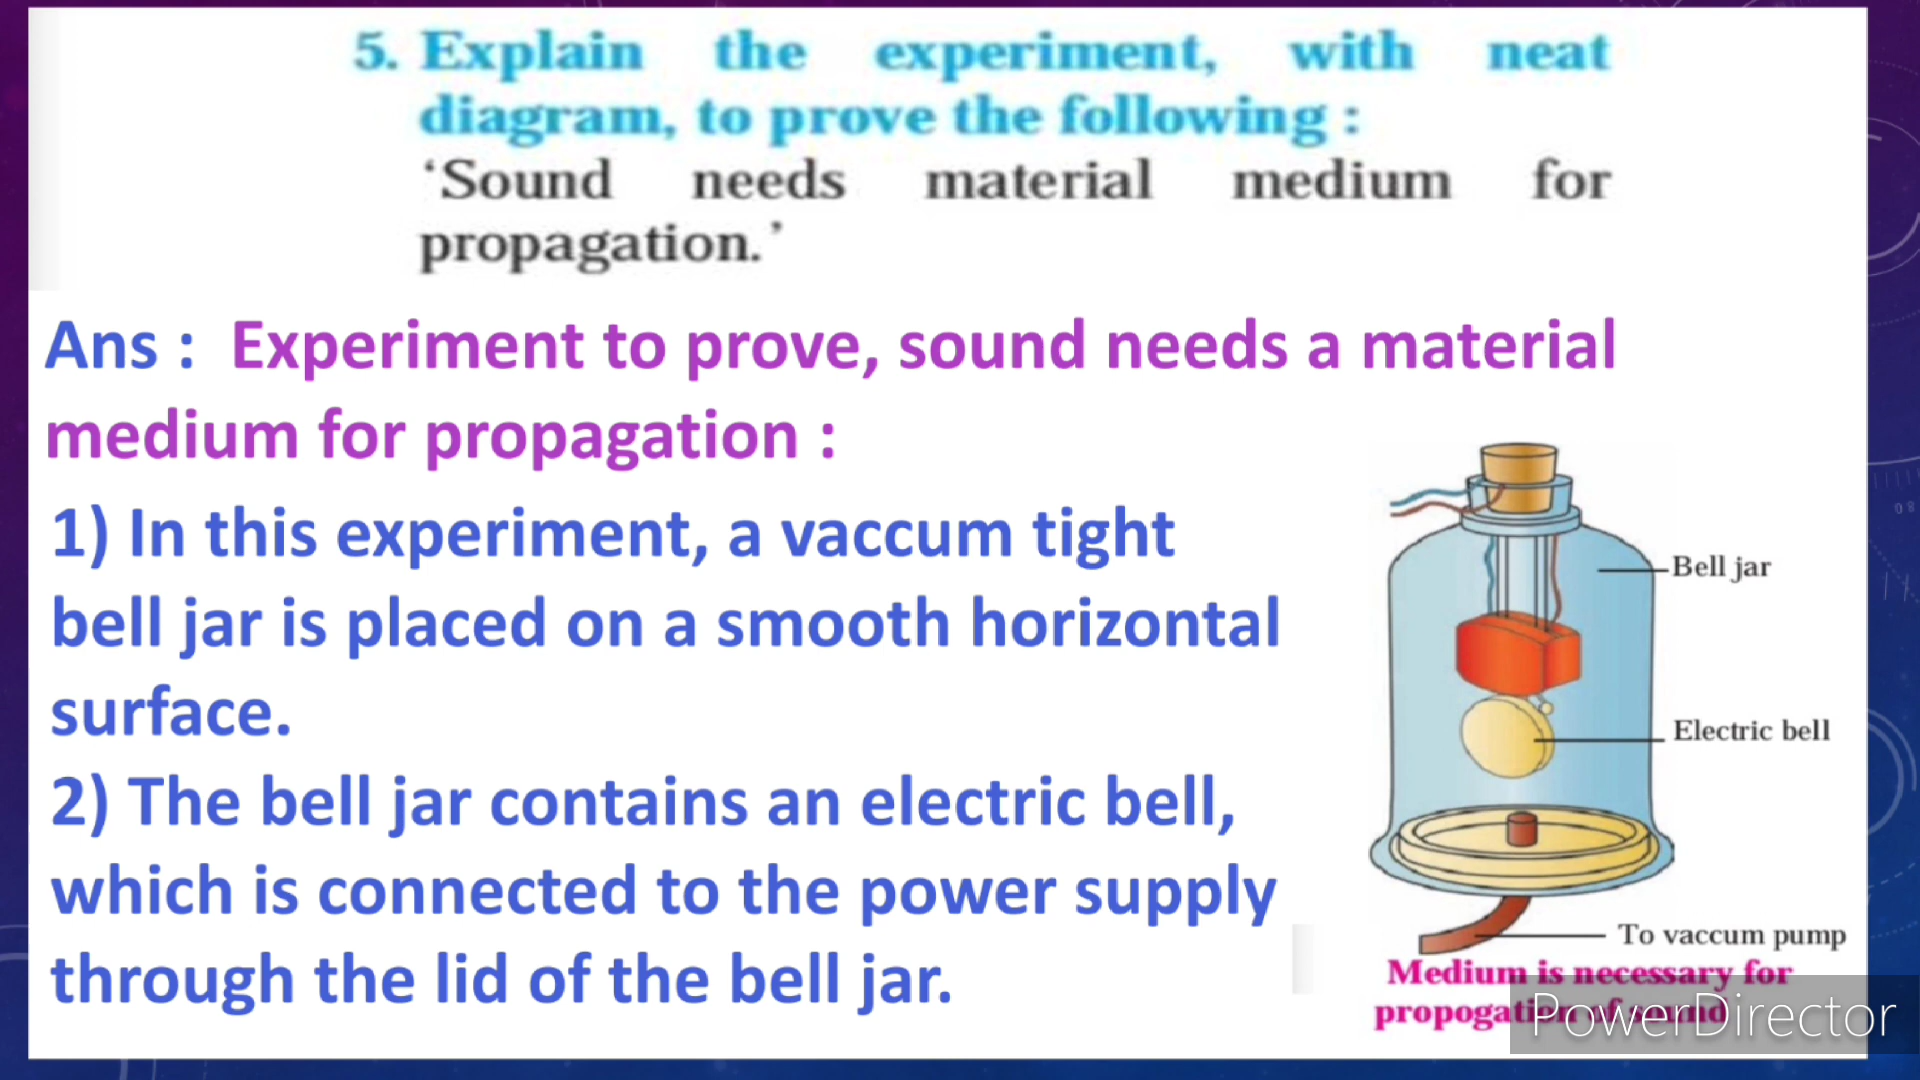 5. Explain the experiment, with neat
diagram, to prove the following :
‘Sound needs material medium for
propagation.’
Ans : Experiment to prove, sound needs a material
medium for propagation :
1) In this experiment, a vaccum tight
bell jar is placed on a smooth horizontal
surface.
2) The bell jar contains an electric bell,
which is connected to the power supply
through the lid of the bell jar.
Bell jar
Electric bell
To vaccum pump
Medium is necessary for
propogation of sound
PowerDirector